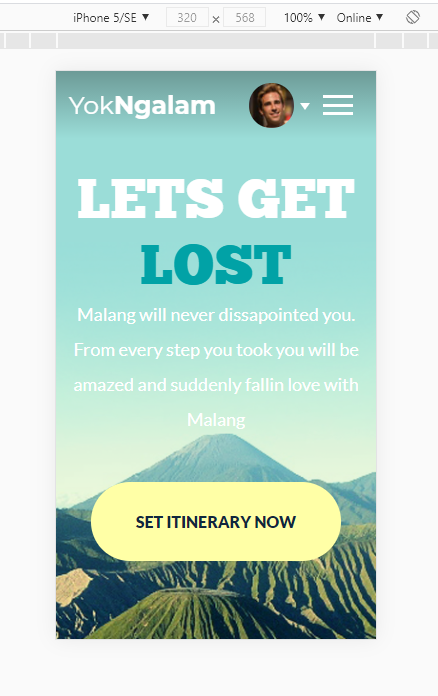 iPhone 5/SE ▼ 320 × 568 100% ▼ Online ▼
YokNgalam
LETS GET
LOST
Malang will never dissapointed you.
From every step you took you will be
amazed and suddenly fallin love with
Malang
SET ITINERARY NOW